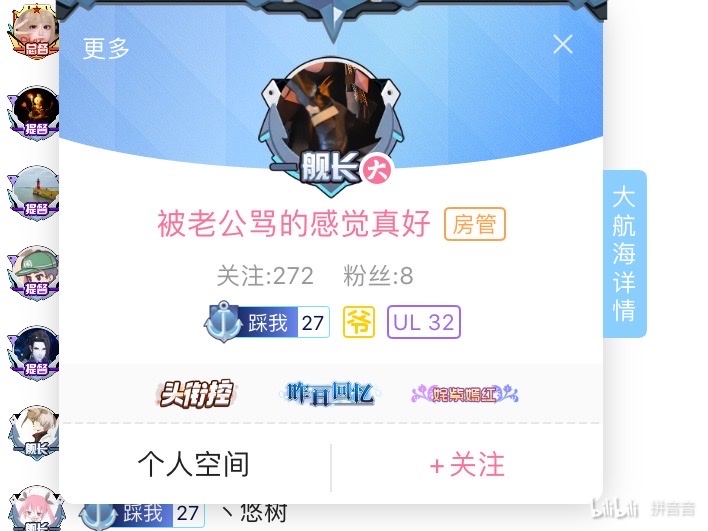 更多
总督
提督
提督
提督
提督
舰长
舰长
舰长 大
被老公骂的感觉真好 房管
关注:272 粉丝:8
踩我 27 爷 UL 32
头衔控 昨日回忆 姹紫嫣红
个人空间 +关注
大航海详情
踩我 27 丶悠树
bilibili 拼音音